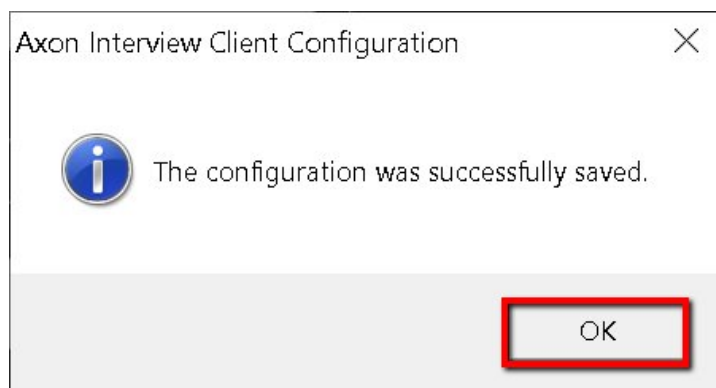 Axon Interview Client Configuration
The configuration was successfully saved.
OK